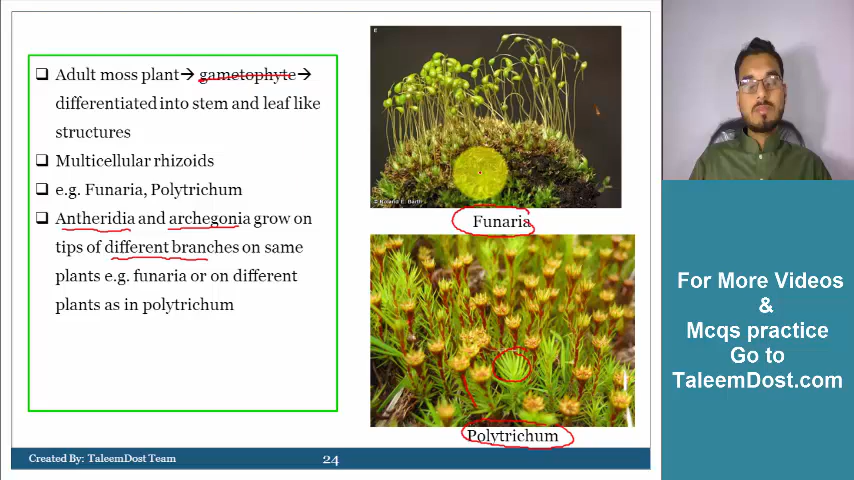 Adult moss plant→ gametophyte →
differentiated into stem and leaf like
structures
Multicellular rhizoids
e.g. Funaria, Polytrichum
Antheridia and archegonia grow on
tips of different branches on same
plants e.g. funaria or on different
plants as in polytrichum
Funaria
Polytrichum
Created By: TaleemDost Team
24
For More Videos
&
Mcqs practice
Go to
TaleemDost.com